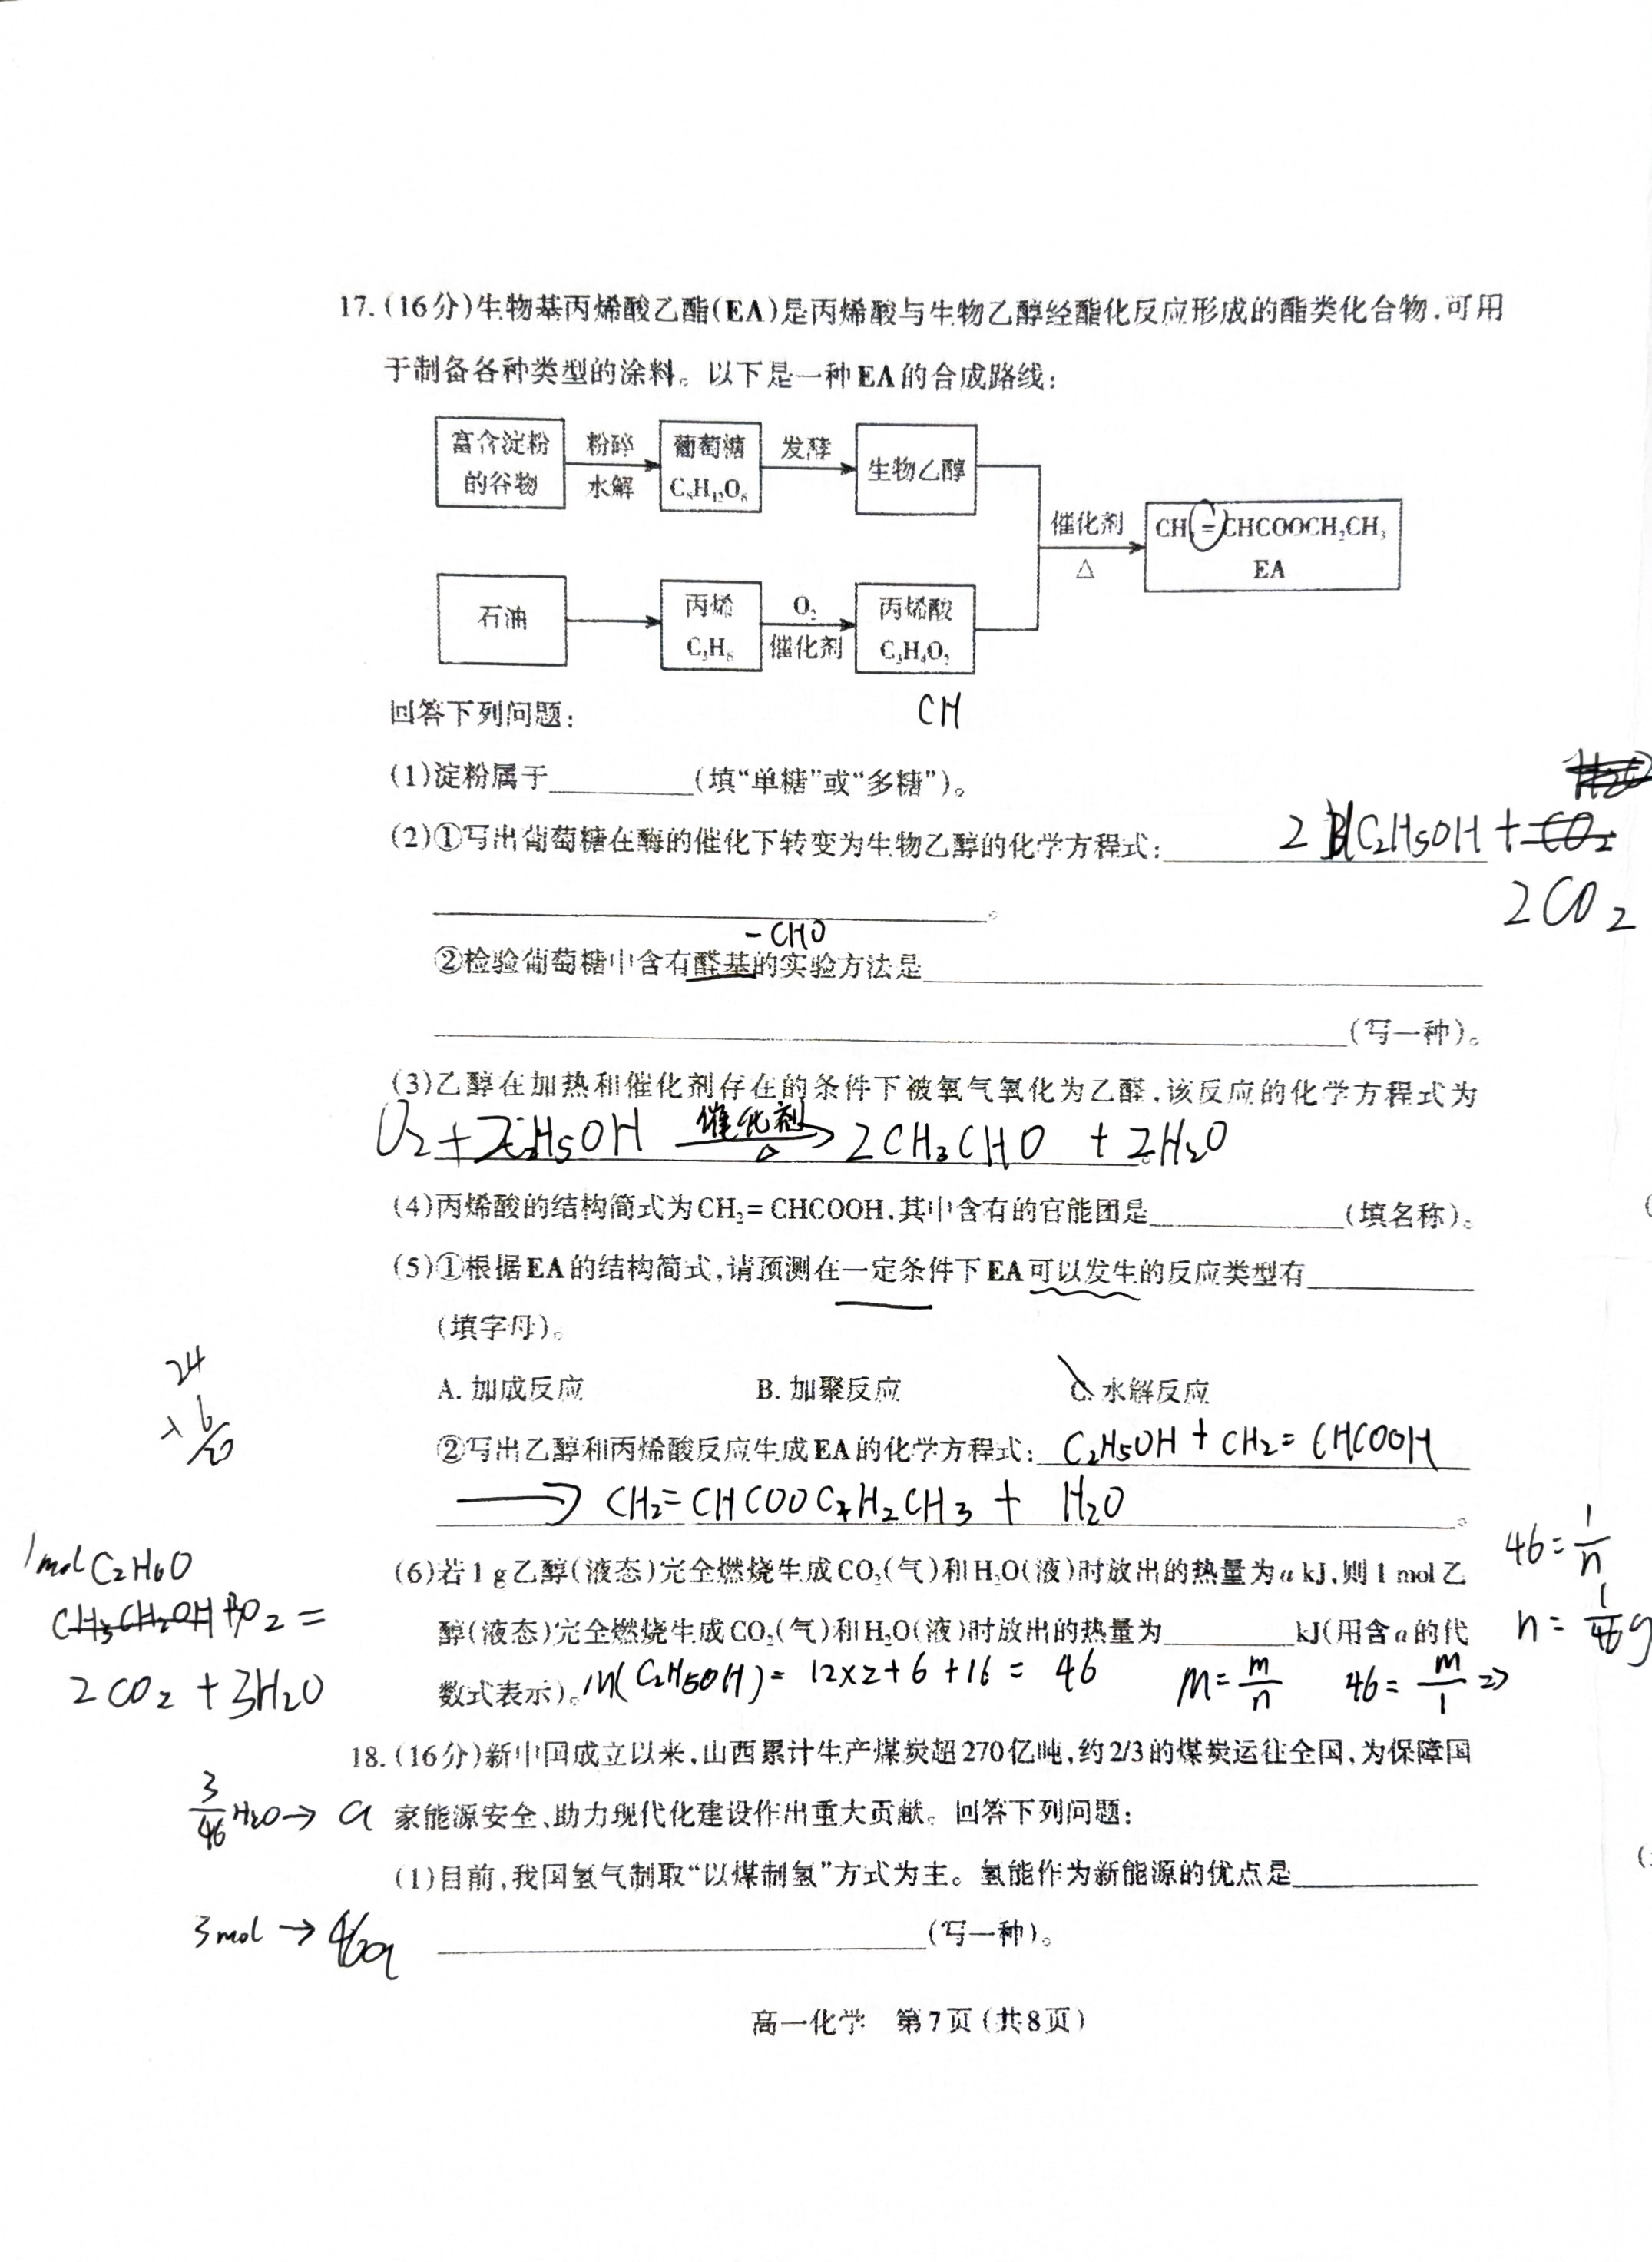 17.(16分)生物基丙烯酸乙酯(EA)是丙烯酸与生物乙醇经酯化反应形成的酯类化合物,可用
于制备各种类型的涂料。以下是一种EA的合成路线:
富含淀粉
的谷物
粉碎
水解
葡萄糖
C₆H₁₂O₆
发酵
生物乙醇
催化剂
△
CH₂=CHCOOCH₂CH₃
EA
石油
丙烯
C₃H₆
O₂
催化剂
丙烯酸
C₃H₄O₂
CH
回答下列问题:
(1)淀粉属于________(填“单糖”或“多糖”)。
(2)①写出葡萄糖在酶的催化下转变为生物乙醇的化学方程式:
2 C₂H₅OH + CO₂
2CO₂
-CHO
②检验葡萄糖中含有醛基的实验方法是
(写一种)。
(3)乙醇在加热和催化剂存在的条件下被氧气氧化为乙醛,该反应的化学方程式为
O₂ + 2C₂H₅OH 催化剂 △ → 2CH₃CHO + 2H₂O
(4)丙烯酸的结构简式为CH₂=CHCOOH,其中含有的官能团是________(填名称)。
(5)①根据EA的结构简式,请预测在一定条件下EA可以发生的反应类型有________
(填字母)。
A. 加成反应 B. 加聚反应 C. 水解反应
24
②写出乙醇和丙烯酸反应生成EA的化学方程式: C₂H₅OH + CH₂=CHCOOH
→ CH₂=CHCOOCH₂CH₃ + H₂O
(6)若1 g乙醇(液态)完全燃烧生成CO₂(气)和H₂O(液)时放出的热量为a kJ,则1 mol乙
醇(液态)完全燃烧生成CO₂(气)和H₂O(液)时放出的热量为________kJ(用含a的代
数式表示)。
M(C₂H₅OH) = 12×2+6+16 = 46 M=m/n 46=m/1 ⇒
46=1/n
n=1/46
1mol C₂H₆O
CH₃CH₂OH + O₂ =
2CO₂ + 3H₂O
3/46 H₂O → a
3mol → 46a
18.(16分)新中国成立以来,山西累计生产煤炭超270亿吨,约2/3的煤炭运往全国,为保障国
家能源安全、助力现代化建设作出重大贡献。回答下列问题:
(1)目前,我国氢气制取“以煤制氢”方式为主。氢能作为新能源的优点是________
(写一种)。
高一化学 第7页(共8页)